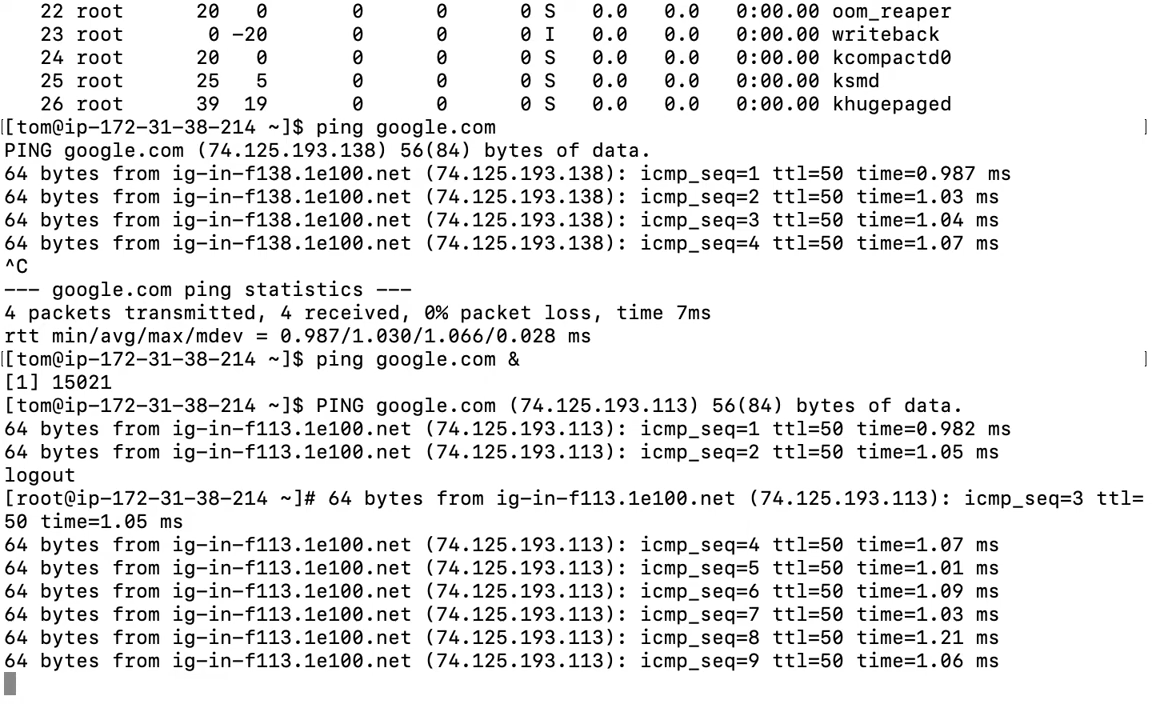 22 root 20 0 0 0 0 S 0.0 0.0 0:00.00 oom_reaper
23 root 0 -20 0 0 0 I 0.0 0.0 0:00.00 writeback
24 root 20 0 0 0 0 S 0.0 0.0 0:00.00 kcompactd0
25 root 25 5 0 0 0 S 0.0 0.0 0:00.00 ksmd
26 root 39 19 0 0 0 S 0.0 0.0 0:00.00 khugepaged
[[tom@ip-172-31-38-214 ~]$ ping google.com ]
PING google.com (74.125.193.138) 56(84) bytes of data.
64 bytes from ig-in-f138.1e100.net (74.125.193.138): icmp_seq=1 ttl=50 time=0.987 ms
64 bytes from ig-in-f138.1e100.net (74.125.193.138): icmp_seq=2 ttl=50 time=1.03 ms
64 bytes from ig-in-f138.1e100.net (74.125.193.138): icmp_seq=3 ttl=50 time=1.04 ms
64 bytes from ig-in-f138.1e100.net (74.125.193.138): icmp_seq=4 ttl=50 time=1.07 ms
^C
--- google.com ping statistics ---
4 packets transmitted, 4 received, 0% packet loss, time 7ms
rtt min/avg/max/mdev = 0.987/1.030/1.066/0.028 ms
[[tom@ip-172-31-38-214 ~]$ ping google.com & ]
[1] 15021
[tom@ip-172-31-38-214 ~]$ PING google.com (74.125.193.113) 56(84) bytes of data.
64 bytes from ig-in-f113.1e100.net (74.125.193.113): icmp_seq=1 ttl=50 time=0.982 ms
64 bytes from ig-in-f113.1e100.net (74.125.193.113): icmp_seq=2 ttl=50 time=1.05 ms
logout
[root@ip-172-31-38-214 ~]# 64 bytes from ig-in-f113.1e100.net (74.125.193.113): icmp_seq=3 ttl=
50 time=1.05 ms
64 bytes from ig-in-f113.1e100.net (74.125.193.113): icmp_seq=4 ttl=50 time=1.07 ms
64 bytes from ig-in-f113.1e100.net (74.125.193.113): icmp_seq=5 ttl=50 time=1.01 ms
64 bytes from ig-in-f113.1e100.net (74.125.193.113): icmp_seq=6 ttl=50 time=1.09 ms
64 bytes from ig-in-f113.1e100.net (74.125.193.113): icmp_seq=7 ttl=50 time=1.03 ms
64 bytes from ig-in-f113.1e100.net (74.125.193.113): icmp_seq=8 ttl=50 time=1.21 ms
64 bytes from ig-in-f113.1e100.net (74.125.193.113): icmp_seq=9 ttl=50 time=1.06 ms